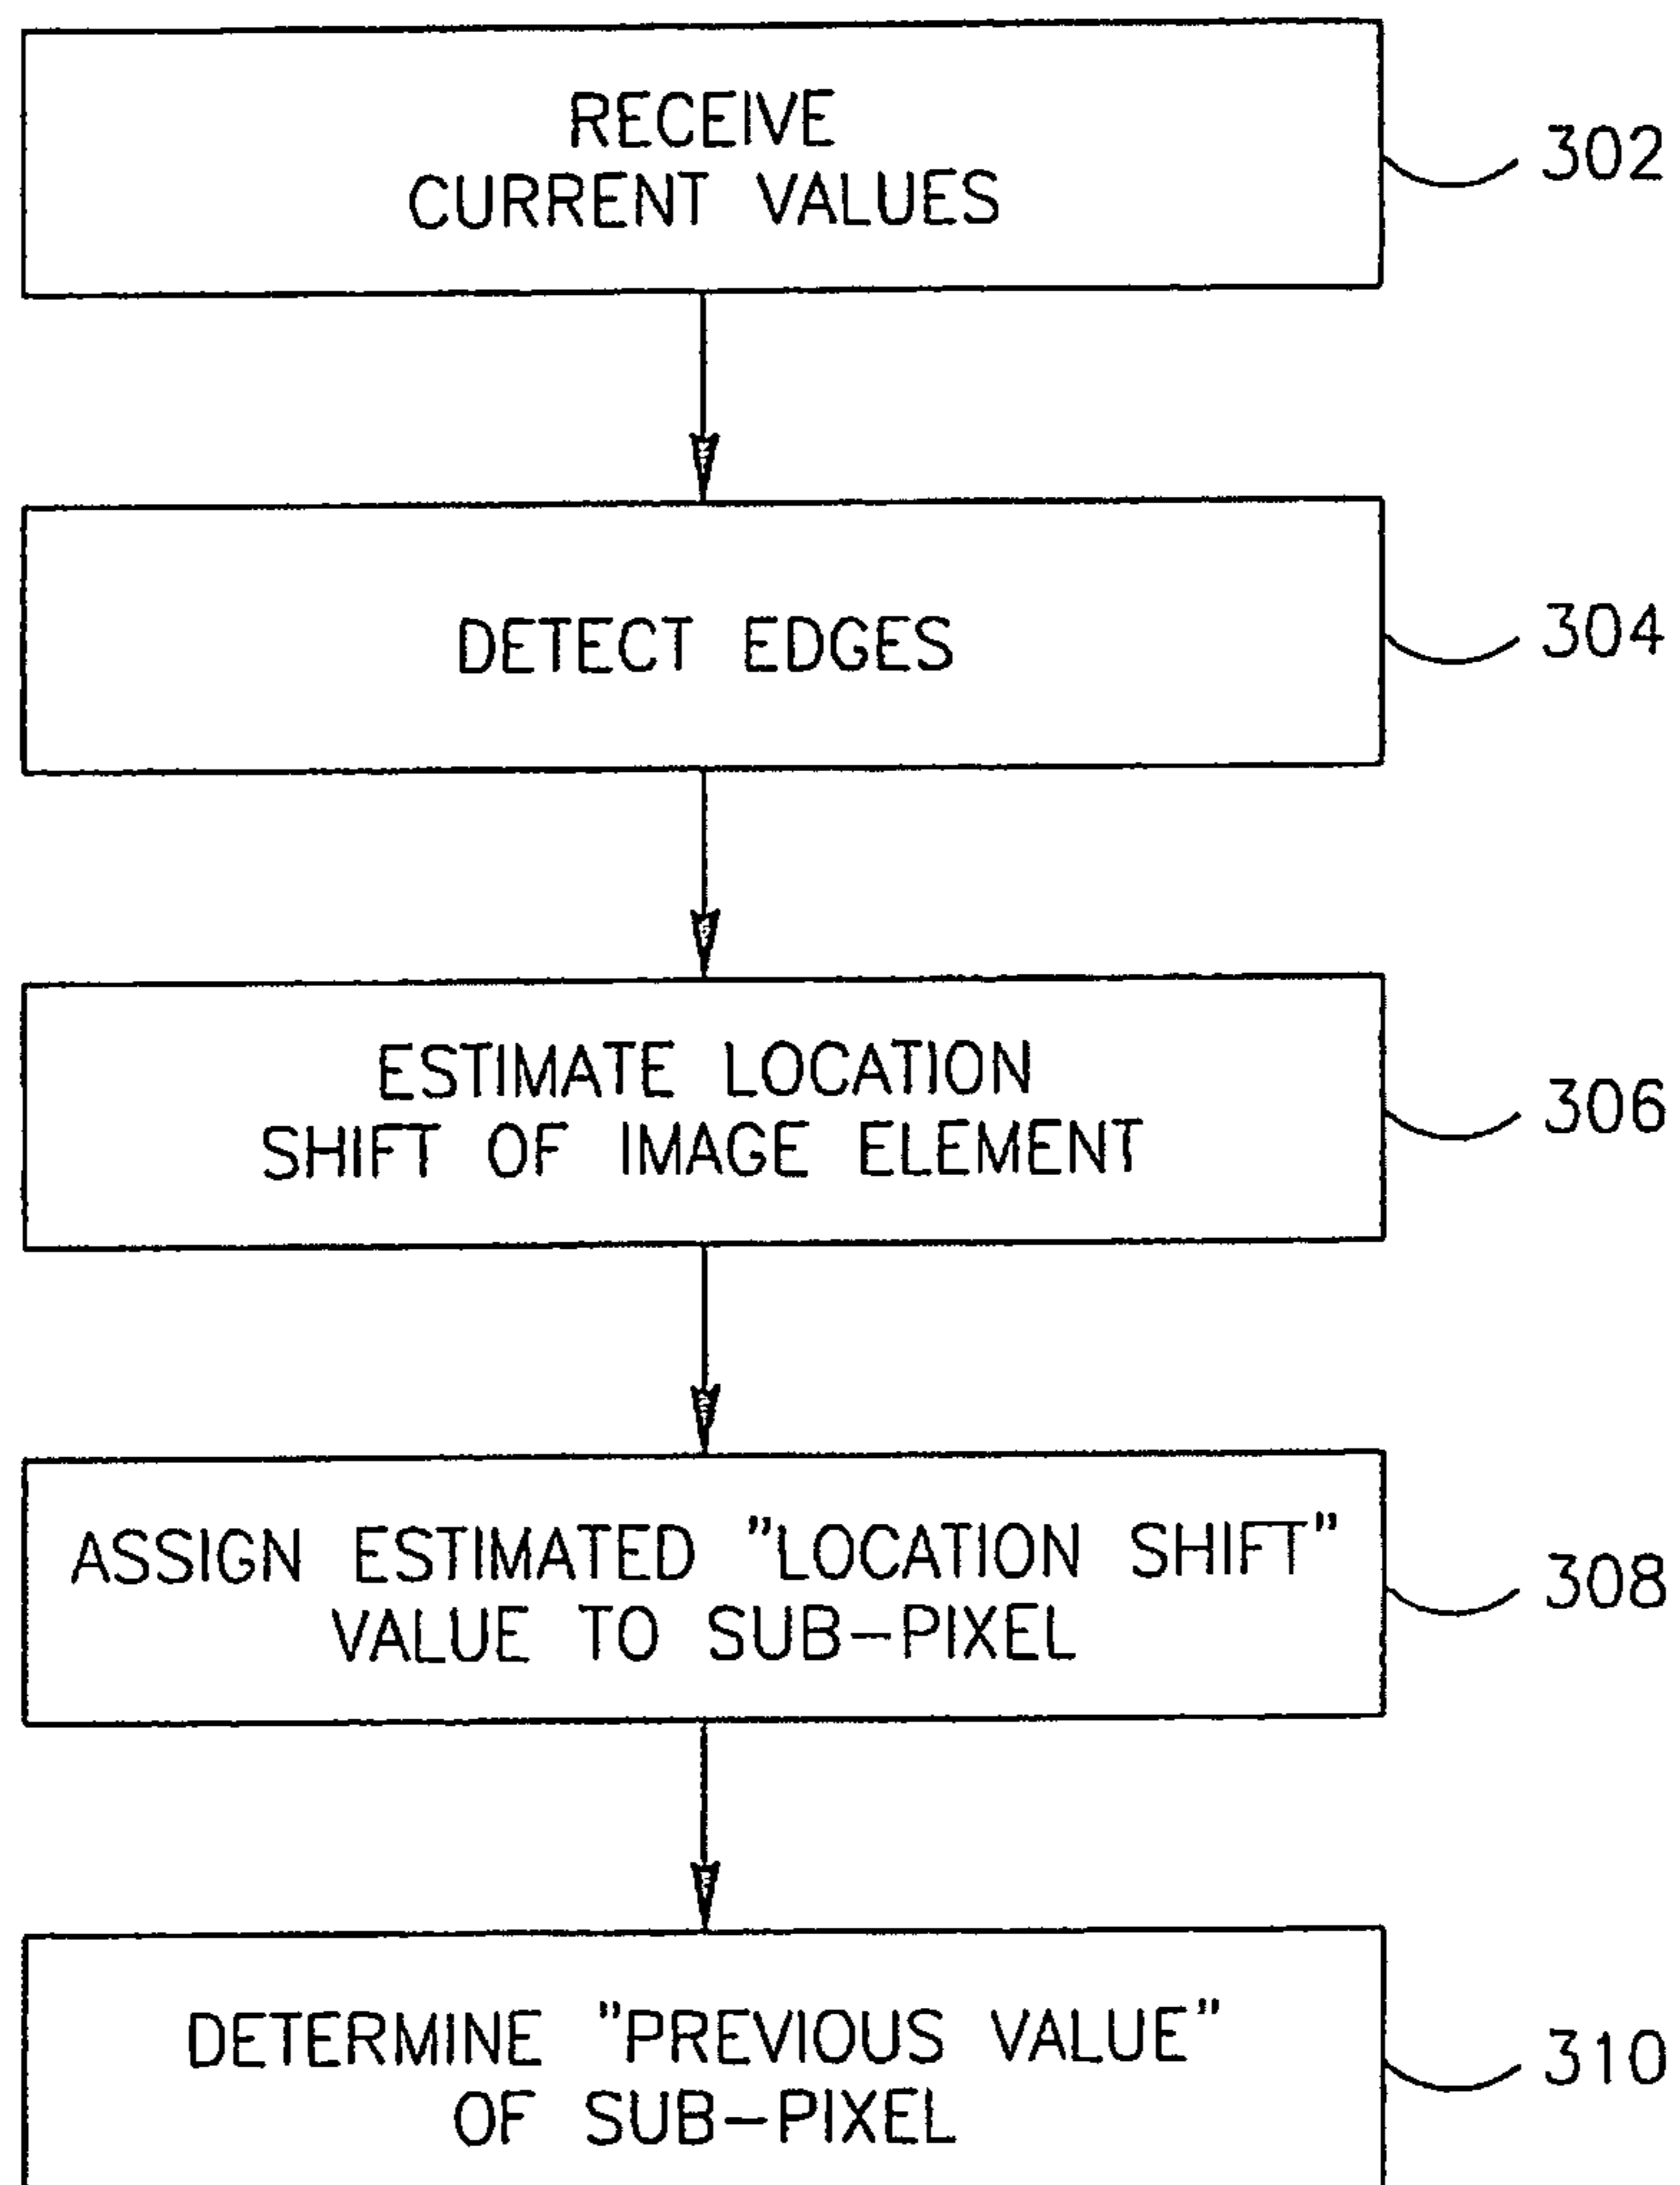 RECEIVE
CURRENT VALUES
302
DETECT EDGES
304
ESTIMATE LOCATION
SHIFT OF IMAGE ELEMENT
306
ASSIGN ESTIMATED "LOCATION SHIFT"
VALUE TO SUB-PIXEL
308
DETERMINE "PREVIOUS VALUE"
OF SUB-PIXEL
310